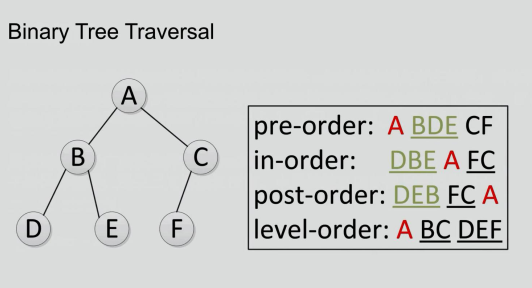 Binary Tree Traversal
A
B
C
D
E
F
pre-order: A BDE CF
in-order: DBE A FC
post-order: DEB FC A
level-order: A BC DEF